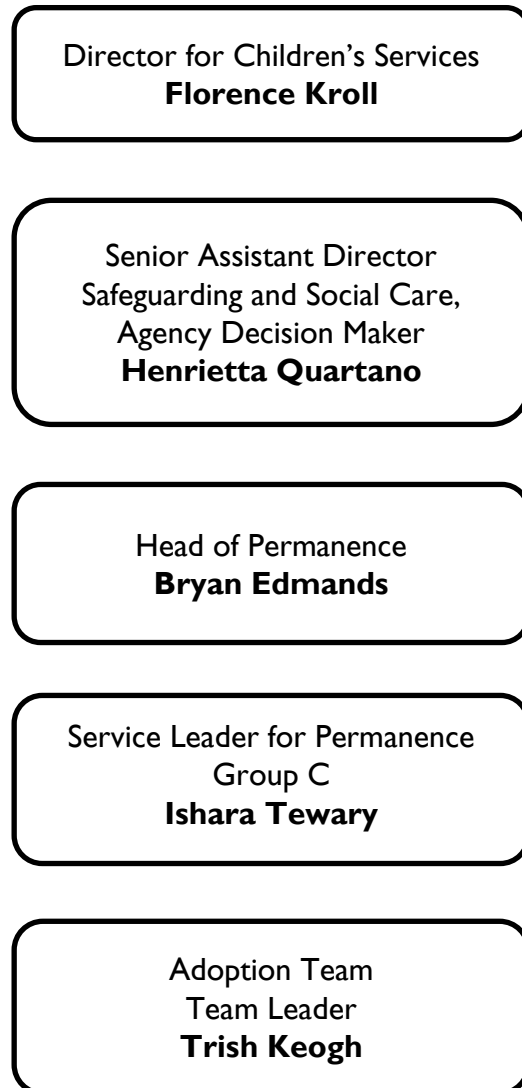 Director for Children’s Services
Florence Kroll
Senior Assistant Director
Safeguarding and Social Care,
Agency Decision Maker
Henrietta Quartano
Head of Permanence
Bryan Edmands
Service Leader for Permanence
Group C
Ishara Tewary
Adoption Team
Team Leader
Trish Keogh